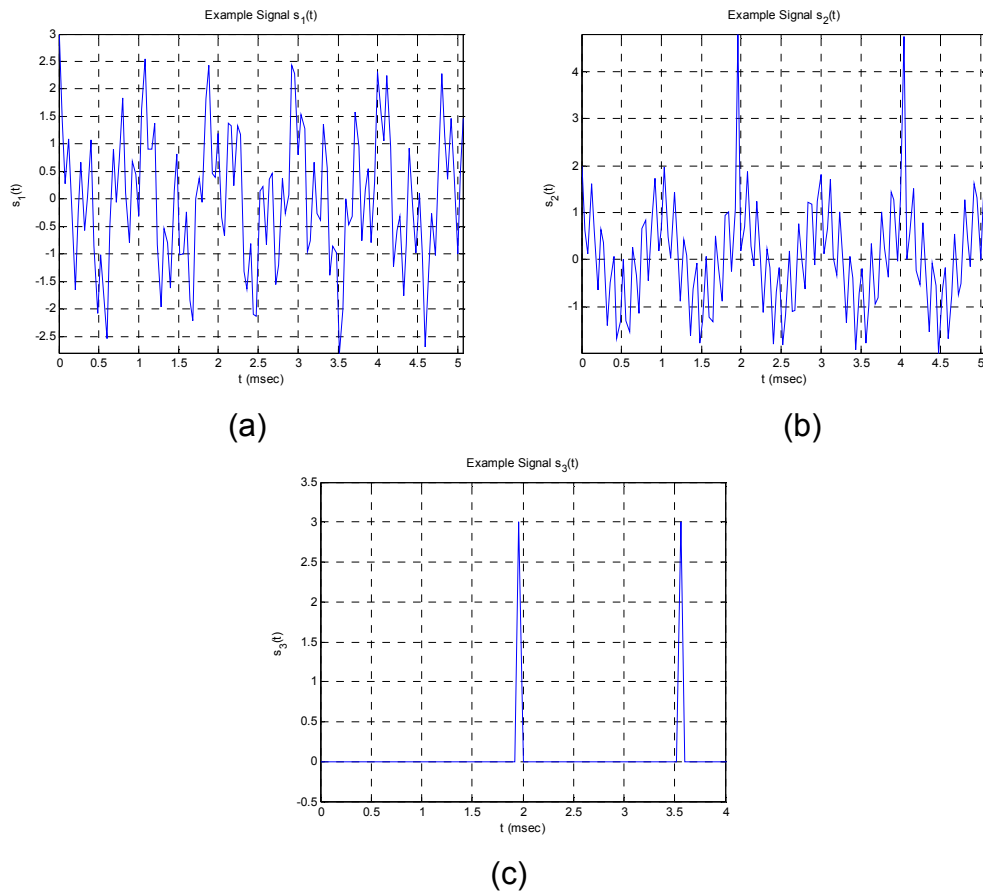 Example Signal s1(t)
3
2.5
2
1.5
1
0.5
0
-0.5
-1
-1.5
-2
-2.5
s1(t)
0 0.5 1 1.5 2 2.5 3 3.5 4 4.5 5
t (msec)
(a)
Example Signal s2(t)
4
3
2
1
0
1
s2(t)
0 0.5 1 1.5 2 2.5 3 3.5 4 4.5 5
t (msec)
(b)
Example Signal s3(t)
3.5
3
2.5
2
1.5
1
0.5
0
-0.5
s3(t)
0 0.5 1 1.5 2 2.5 3 3.5 4
t (msec)
(c)